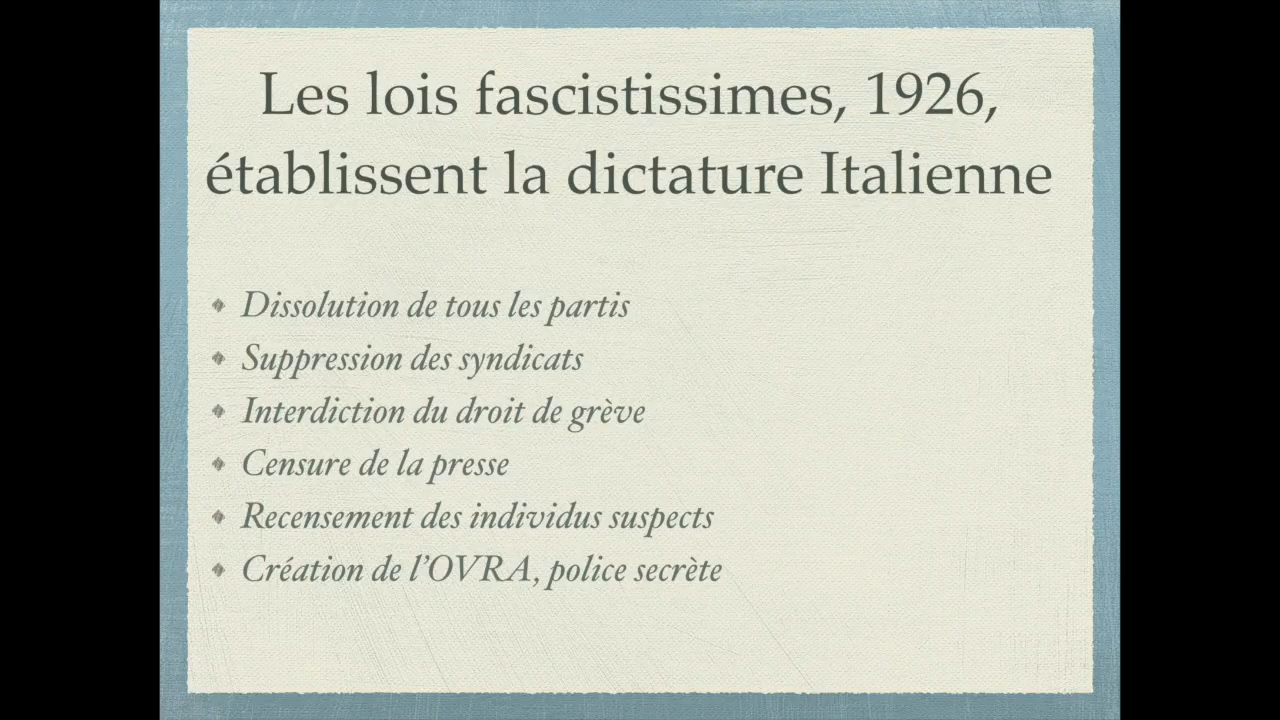 Les lois fascistissimes, 1926,
établissent la dictature Italienne
Dissolution de tous les partis
Suppression des syndicats
Interdiction du droit de grève
Censure de la presse
Recensement des individus suspects
Création de l'OVRA, police secrète